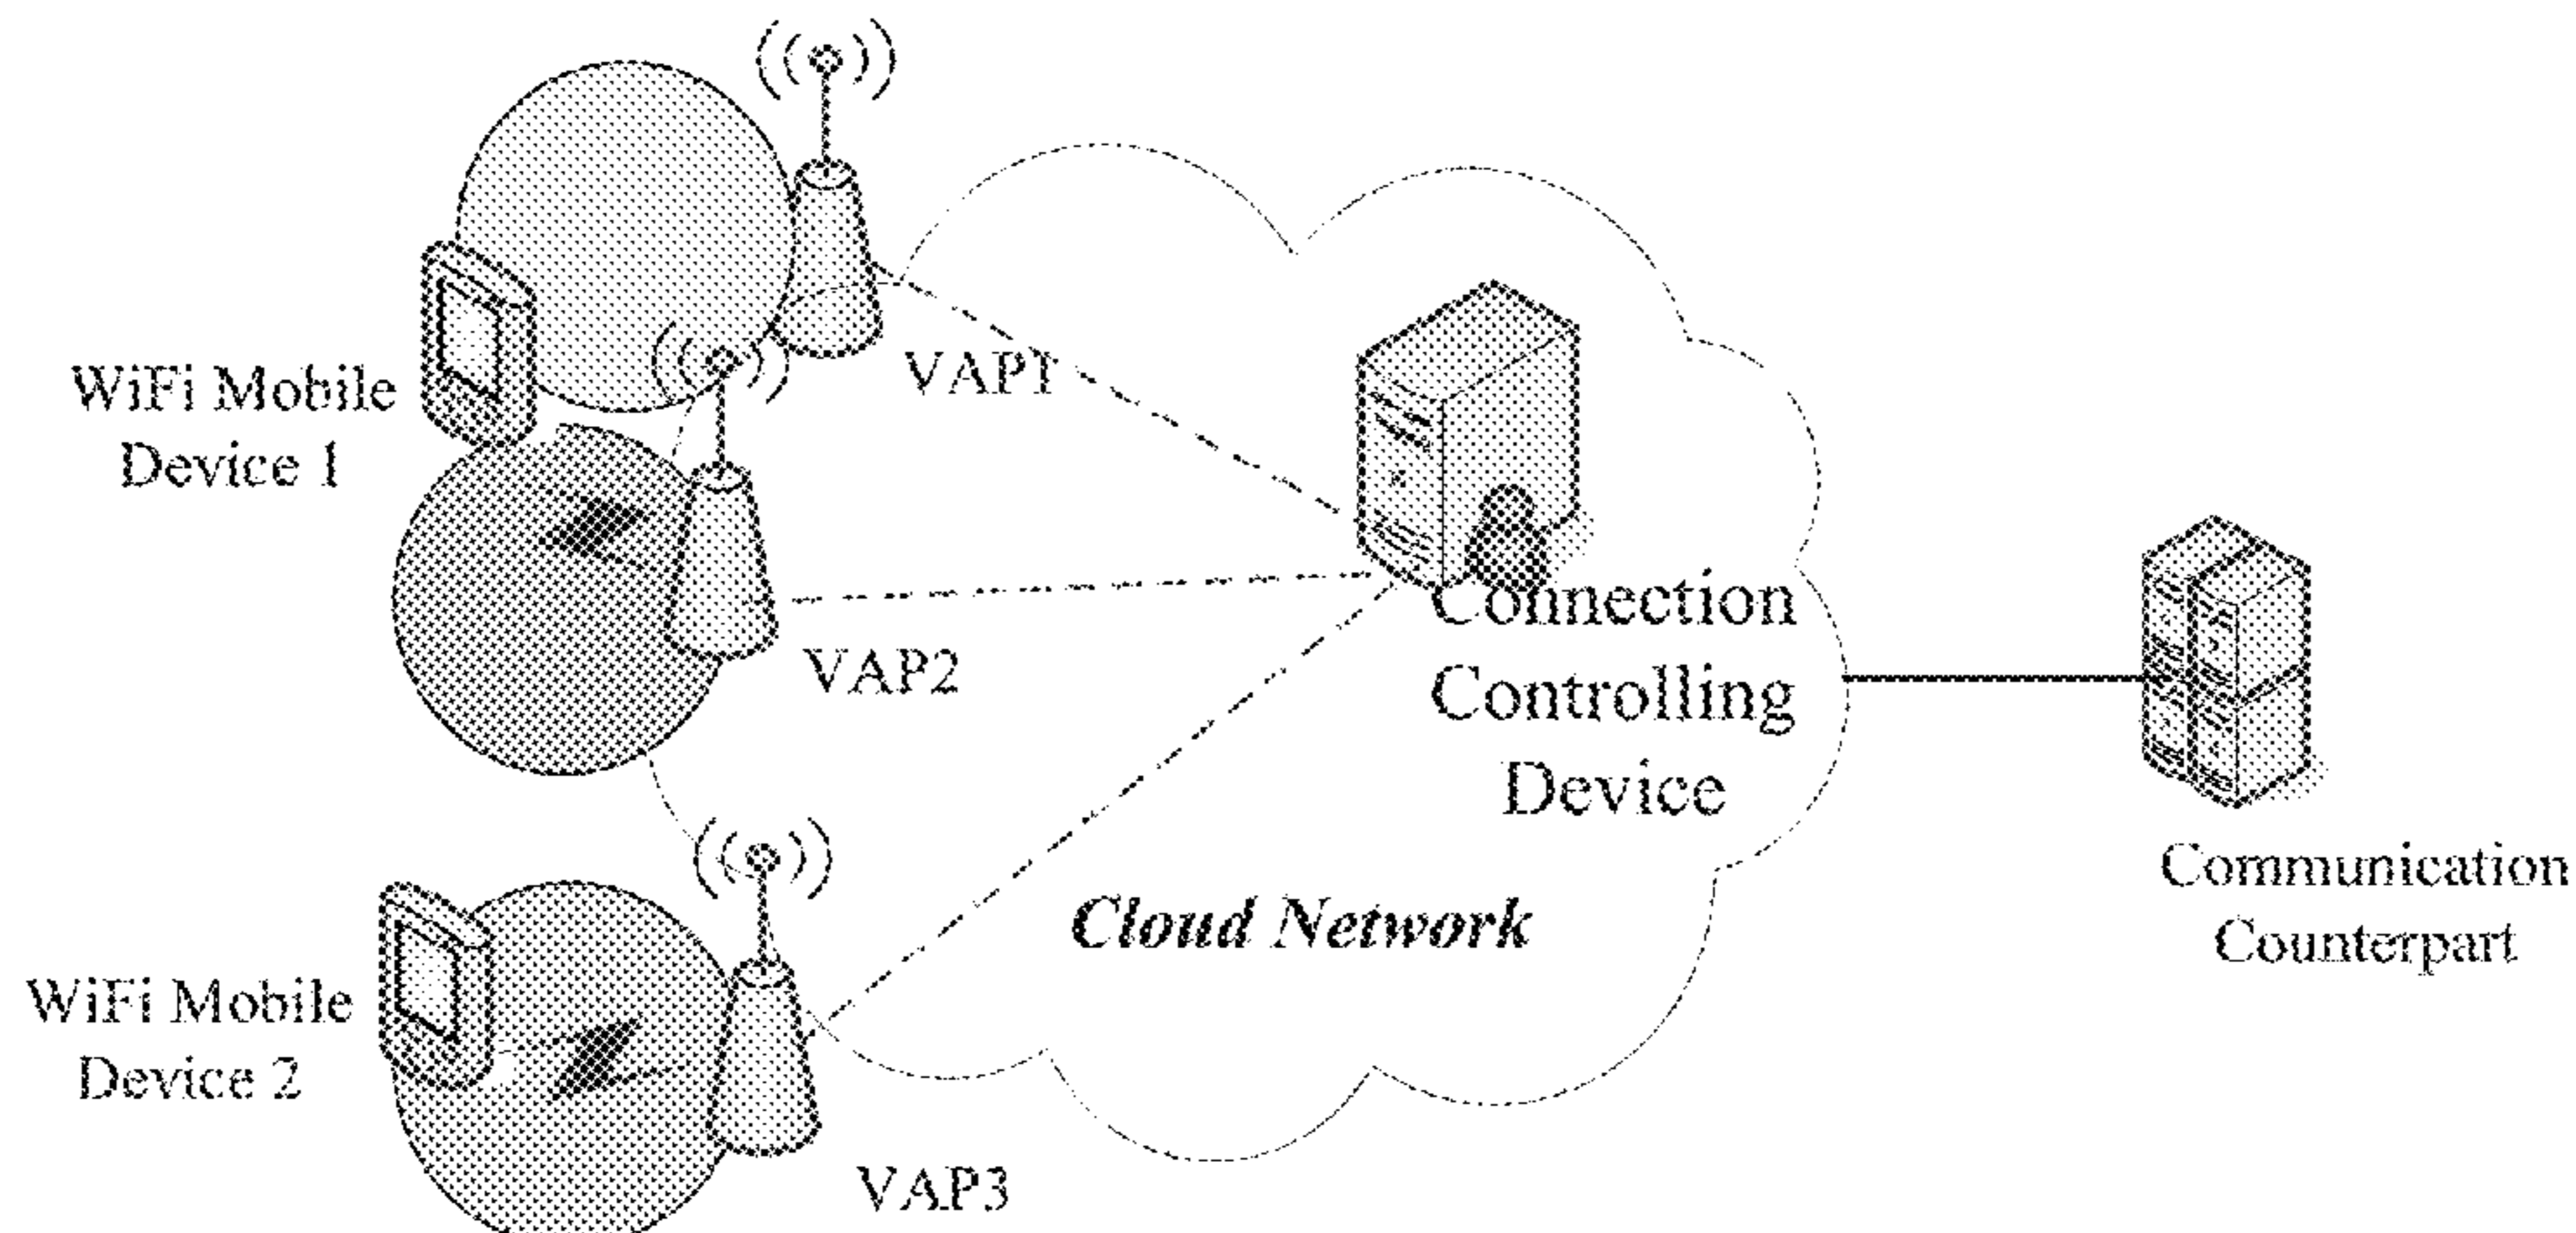 WiFi Mobile
Device 1
VAP1
VAP2
Connection
Controlling
Device
Cloud Network
Communication
Counterpart
WiFi Mobile
Device 2
VAP3